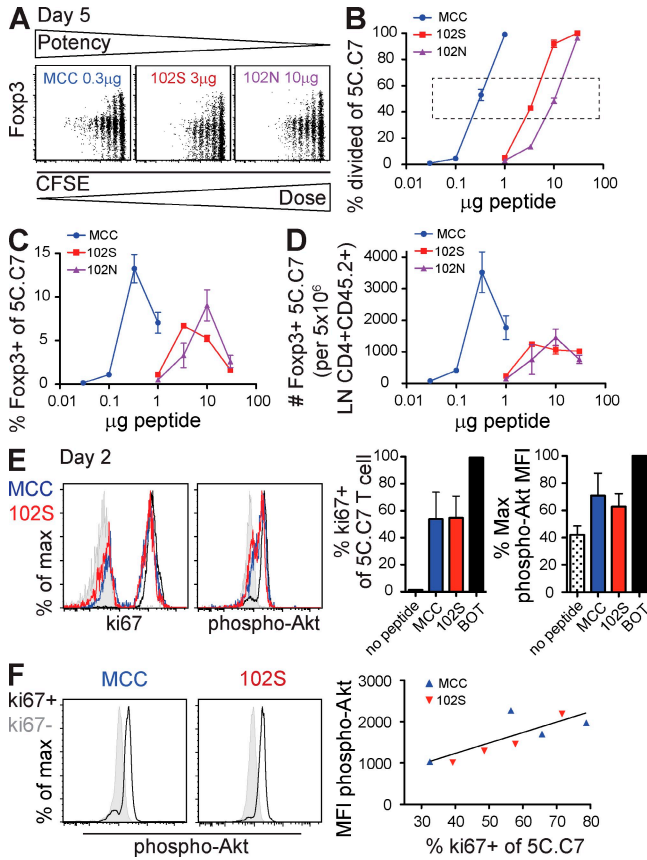 A Day 5
Potency
Foxp3
MCC 0.3µg
102S 3µg
102N 10µg
CFSE
Dose
B
MCC
102S
102N
% divided of 5C.C7
100
80
60
40
20
0
0.01 0.1 1 10 100
µg peptide
C
MCC
102S
102N
% Foxp3+ of 5C.C7
15
10
5
0
0.01 0.1 1 10 100
µg peptide
D
MCC
102S
102N
# Foxp3+ 5C.C7
(per 5x10⁶
LN CD4+CD45.2+)
4000
3000
2000
1000
0
0.01 0.1 1 10 100
µg peptide
E Day 2
MCC
102S
% of max
ki67
phospho-Akt
% ki67+
of 5C.C7 T cell
100
80
60
40
20
0
no peptide
MCC
102S
BOT
% Max
phospho-Akt MFI
100
80
60
40
20
0
no peptide
MCC
102S
BOT
F
MCC
102S
ki67+
ki67-
% of max
phospho-Akt
MCC
102S
MFI phospho-Akt
3000
2000
1000
0
30 40 50 60 70 80
% ki67+ of 5C.C7